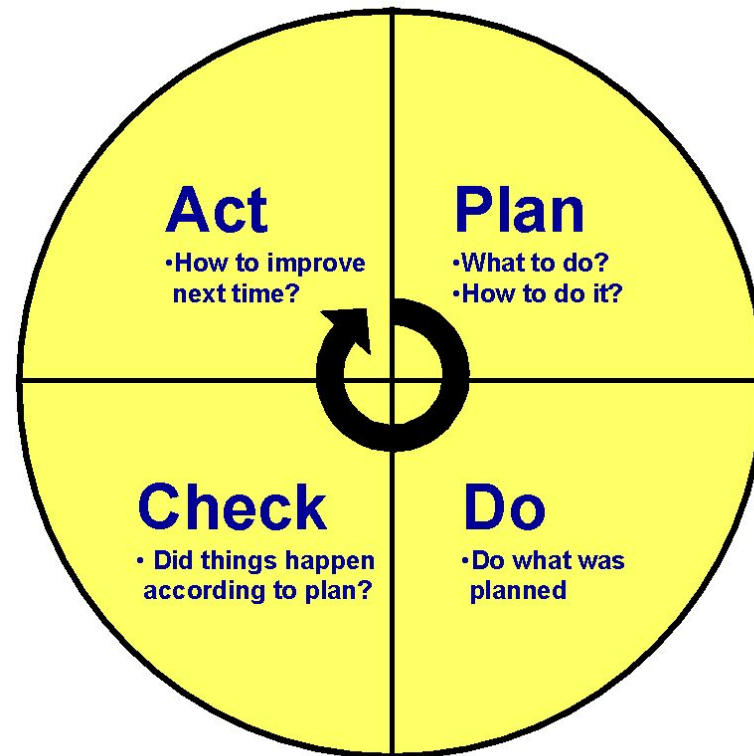 Act
•How to improve
next time?
Plan
•What to do?
•How to do it?
Check
• Did things happen
according to plan?
Do
•Do what was
planned